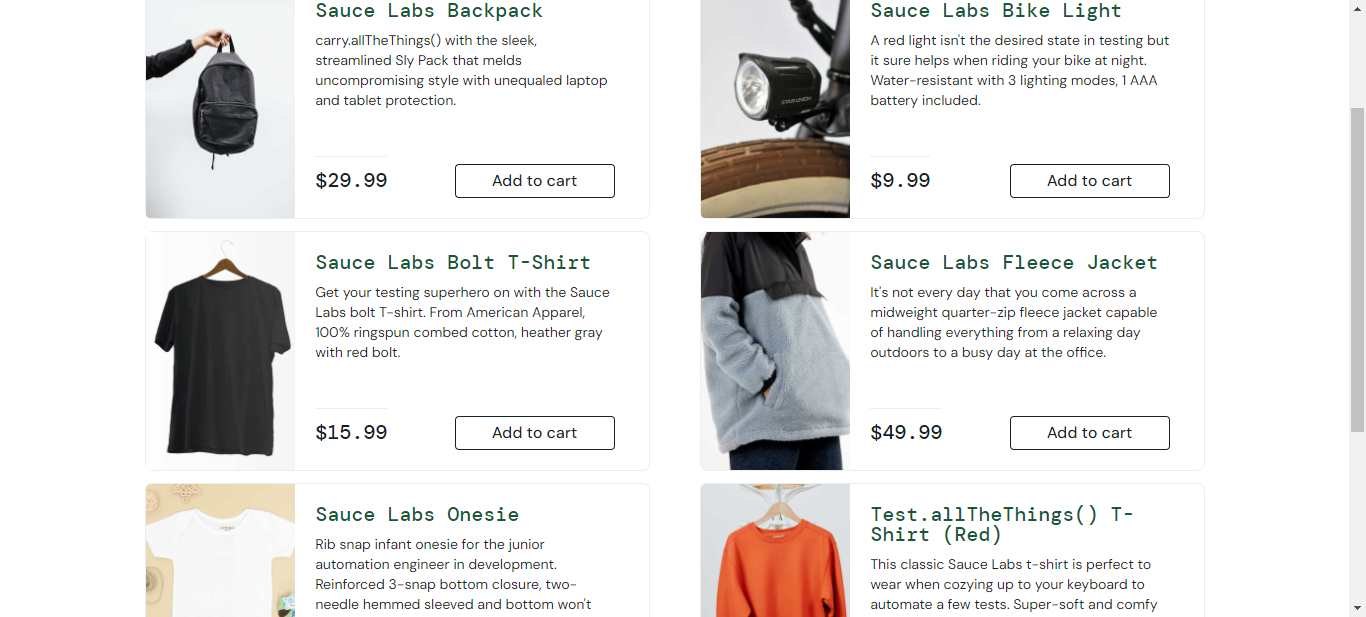 Sauce Labs Backpack
carry.allTheThings() with the sleek,
streamlined Sly Pack that melds
uncompromising style with unequaled laptop
and tablet protection.
$29.99
Add to cart
Sauce Labs Bike Light
A red light isn't the desired state in testing but
it sure helps when riding your bike at night.
Water-resistant with 3 lighting modes, 1 AAA
battery included.
STAR UNION
$9.99
Add to cart
Sauce Labs Bolt T-Shirt
Get your testing superhero on with the Sauce
Labs bolt T-shirt. From American Apparel,
100% ringspun combed cotton, heather gray
with red bolt.
$15.99
Add to cart
Sauce Labs Fleece Jacket
It's not every day that you come across a
midweight quarter-zip fleece jacket capable
of handling everything from a relaxing day
outdoors to a busy day at the office.
$49.99
Add to cart
Sauce Labs Onesie
Rib snap infant onesie for the junior
automation engineer in development.
Reinforced 3-snap bottom closure, two-
needle hemmed sleeved and bottom won't
Test.allTheThings() T-
Shirt (Red)
This classic Sauce Labs t-shirt is perfect to
wear when cozying up to your keyboard to
automate a few tests. Super-soft and comfy